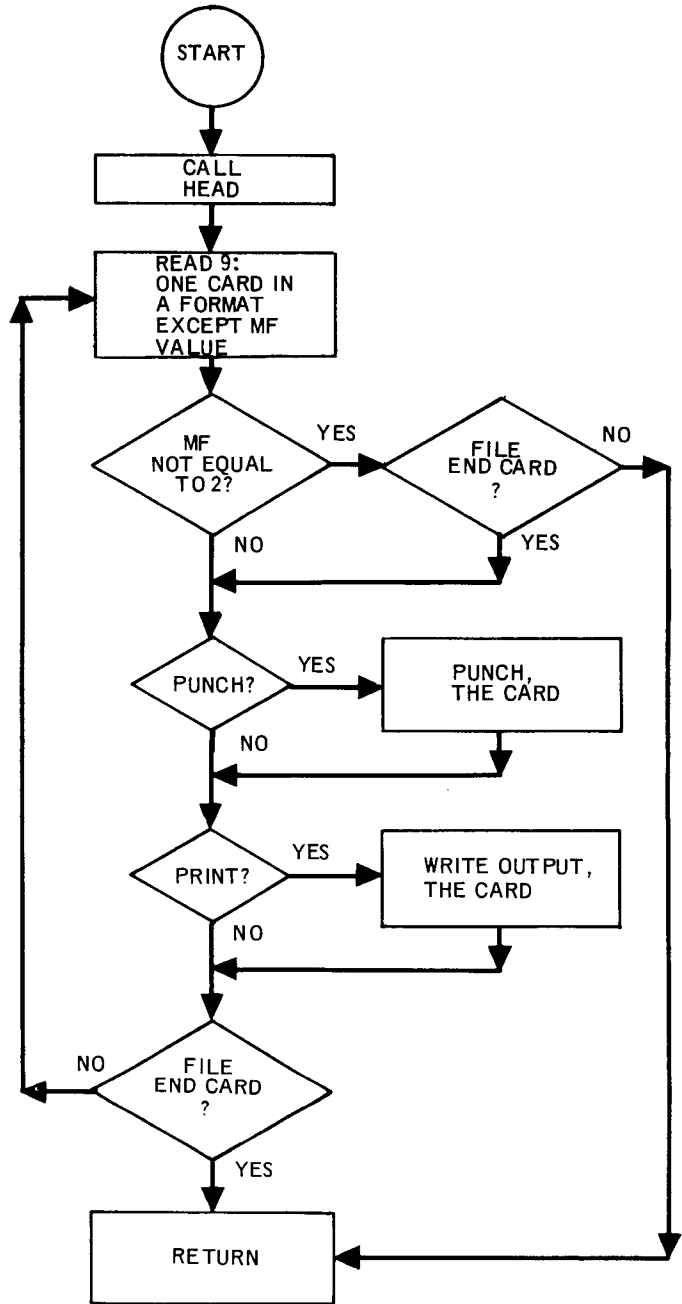 START
CALL
HEAD
READ 9:
ONE CARD IN
A FORMAT
EXCEPT MF
VALUE
MF
NOT EQUAL
TO 2?
YES
FILE
END CARD
?
NO
NO
YES
PUNCH?
YES
PUNCH,
THE CARD
NO
PRINT?
YES
WRITE OUTPUT,
THE CARD
NO
FILE
END CARD
?
NO
YES
RETURN